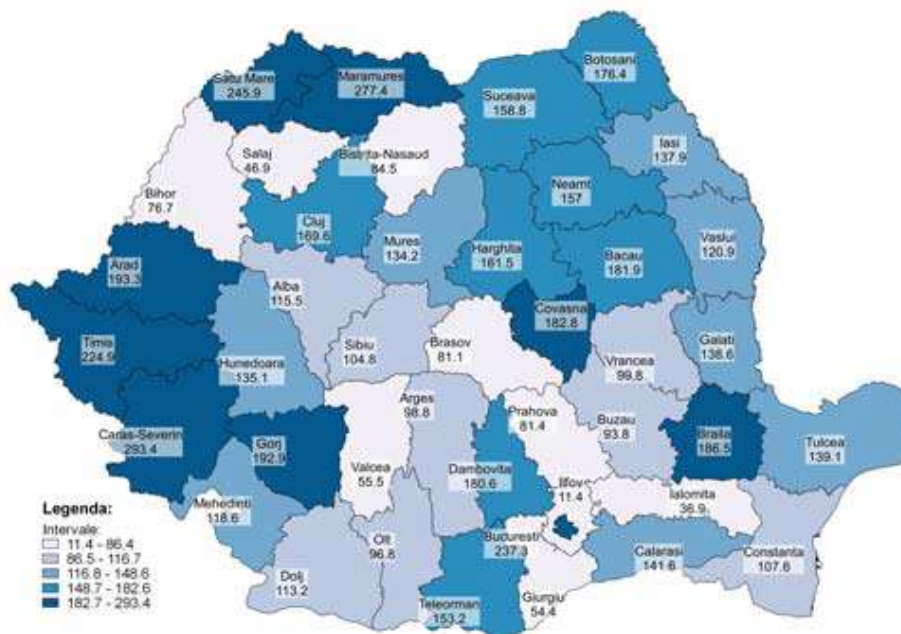 Botosani
176.4
Satu Mare
245.9
Maramures
277.4
Suceava
158.8
Iasi
137.9
Salaj
46.9
Bistrita-Nasaud
84.5
Neamt
157
Bihor
76.7
Cluj
169.6
Mures
134.2
Harghita
161.5
Bacau
181.9
Vaslui
120.9
Arad
193.3
Alba
115.5
Covasna
182.8
Timis
224.9
Hunedoara
135.1
Sibiu
104.8
Brasov
81.1
Vrancea
99.8
Galati
138.6
Caras-Severin
293.4
Gorj
192.9
Valcea
55.5
Arges
98.8
Prahova
81.4
Buzau
93.8
Braila
186.5
Tulcea
139.1
Dambovita
180.6
Ilfov
11.4
Ialomita
36.9
Mehedinti
118.6
Olt
96.8
Bucuresti
237.3
Calarasi
141.6
Constanta
107.6
Dolj
113.2
Teleorman
153.2
Giurgiu
54.4
Legenda:
Intervale:
11.4 - 86.4
86.5 - 116.7
116.8 - 148.6
148.7 - 182.6
182.7 - 293.4